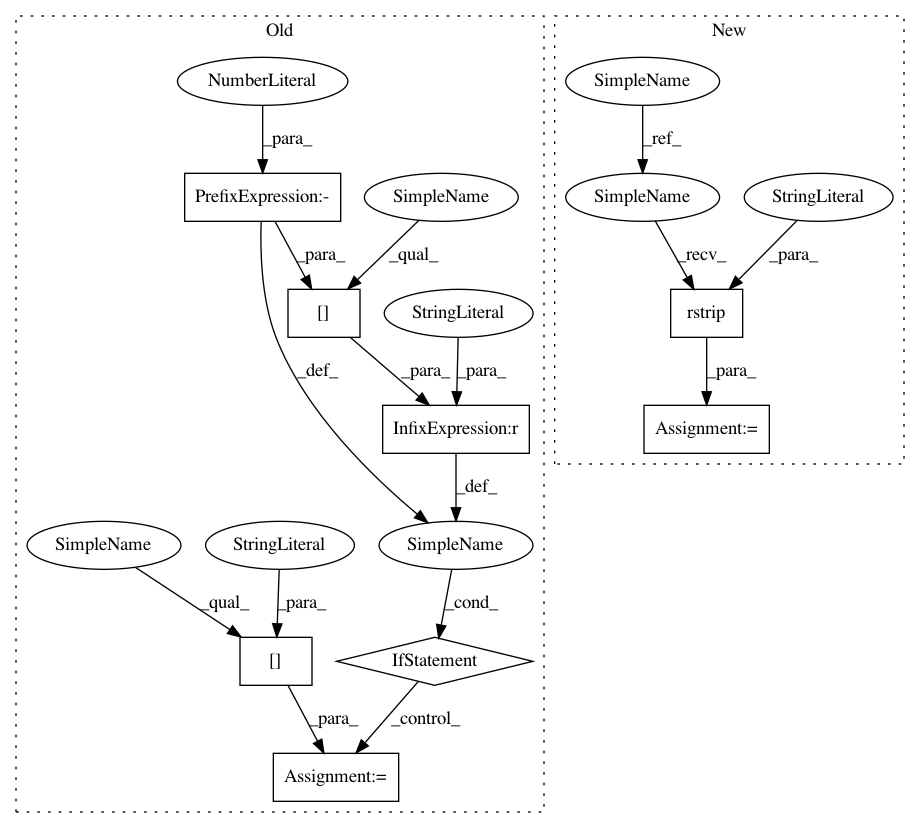 Old
New
NumberLiteral
SimpleName
_para_
_ref_
PrefixExpression:-
SimpleName
SimpleName
StringLiteral
_para_
_qual_
_recv_
_para_
[]
StringLiteral
rstrip
_def_
_para_
_para_
_para_
InfixExpression:r
Assignment:=
_def_
SimpleName
StringLiteral
SimpleName
_qual_
_para_
_cond_
[]
IfStatement
_para_
_control_
Assignment:=